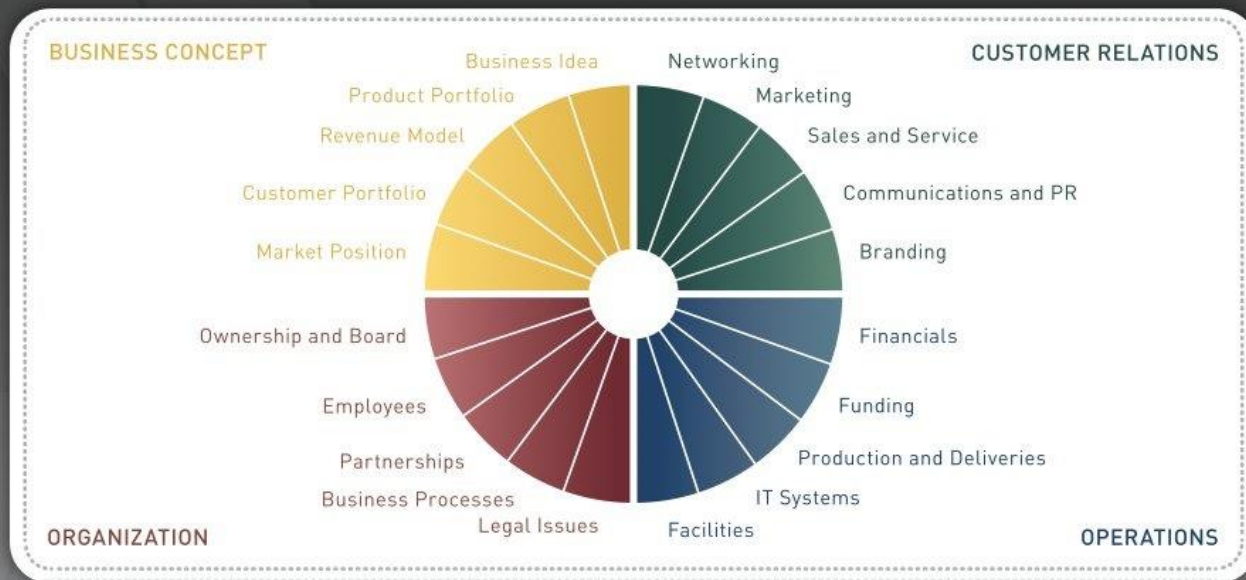 BUSINESS CONCEPT
Business Idea
Product Portfolio
Revenue Model
Customer Portfolio
Market Position
CUSTOMER RELATIONS
Networking
Marketing
Sales and Service
Communications and PR
Branding
Ownership and Board
Employees
Partnerships
Business Processes
Legal Issues
ORGANIZATION
Financials
Funding
Production and Deliveries
IT Systems
Facilities
OPERATIONS